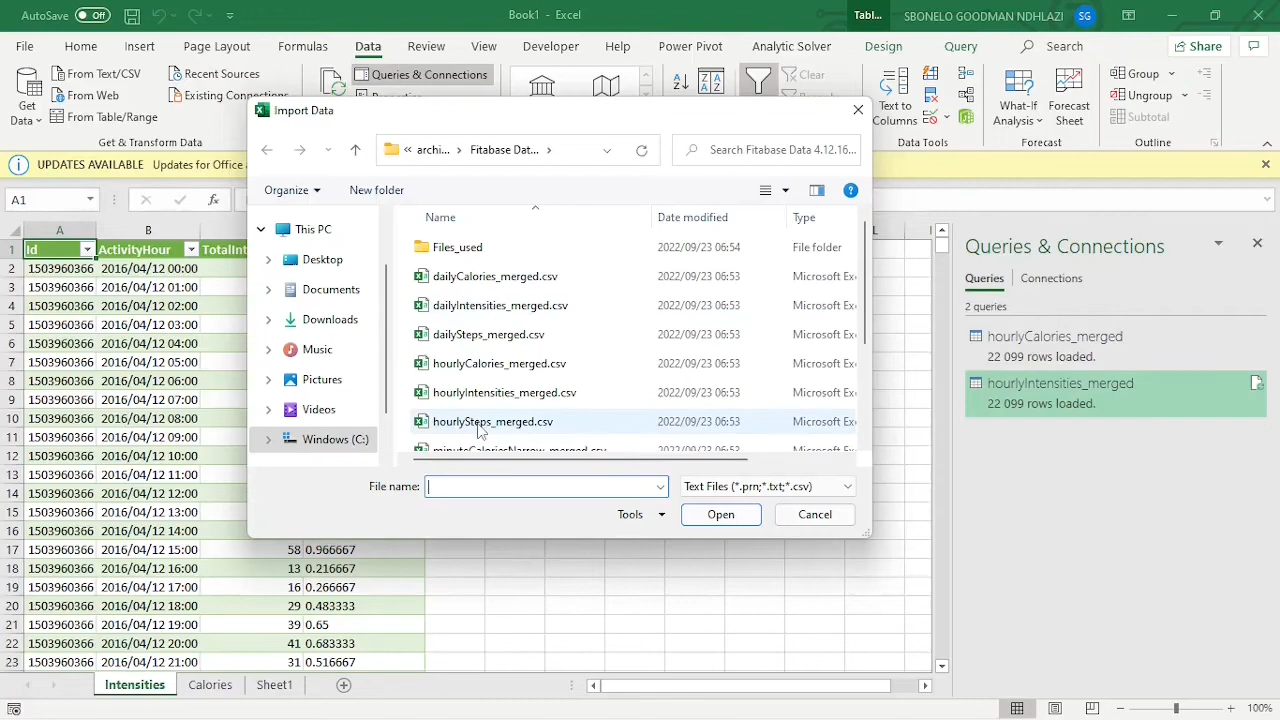 AutoSave Off Book1 - Excel Tabl... SBONELO GOODMAN NDHLAZI SG
File Home Insert Page Layout Formulas Data Review View Developer Help Power Pivot Analytic Solver Design Query Search Share
Get Data
From Text/CSV
From Web
From Table/Range
Recent Sources
Existing Connections
Get & Transform Data
Queries & Connections
Clear
Text to Columns
Data Tools
What-If Analysis
Forecast Sheet
Forecast
Group
Ungroup
Subtotal
Outline
UPDATES AVAILABLE Updates for Office
A1 fx
Import Data
« archi... > Fitabase Dat... > Search Fitabase Data 4.12.16...
Organize New folder
This PC
Desktop
Documents
Downloads
Music
Pictures
Videos
Windows (C:)
Name Date modified Type
Files_used 2022/09/23 06:54 File folder
dailyCalories_merged.csv 2022/09/23 06:53 Microsoft Ex
dailyIntensities_merged.csv 2022/09/23 06:53 Microsoft Ex
dailySteps_merged.csv 2022/09/23 06:53 Microsoft Ex
hourlyCalories_merged.csv 2022/09/23 06:53 Microsoft Ex
hourlyIntensities_merged.csv 2022/09/23 06:53 Microsoft Ex
hourlySteps_merged.csv 2022/09/23 06:53 Microsoft Ex
minuteCaloriesNarrow_merged.csv 2022/09/23 06:53 Microsoft Ex
File name: Text Files (*.prn;*.txt;*.csv)
Tools Open Cancel
A B L
1 Id ActivityHour TotalInt
2 1503960366 2016/04/12 00:00
3 1503960366 2016/04/12 01:00
4 1503960366 2016/04/12 02:00
5 1503960366 2016/04/12 03:00
6 1503960366 2016/04/12 04:00
7 1503960366 2016/04/12 05:00
8 1503960366 2016/04/12 06:00
9 1503960366 2016/04/12 07:00
10 1503960366 2016/04/12 08:00
11 1503960366 2016/04/12 09:00
12 1503960366 2016/04/12 10:00
13 1503960366 2016/04/12 11:00
14 1503960366 2016/04/12 12:00
15 1503960366 2016/04/12 13:00
16 1503960366 2016/04/12 14:00
17 1503960366 2016/04/12 15:00 58 0.966667
18 1503960366 2016/04/12 16:00 13 0.216667
19 1503960366 2016/04/12 17:00 16 0.266667
20 1503960366 2016/04/12 18:00 29 0.483333
21 1503960366 2016/04/12 19:00 39 0.65
22 1503960366 2016/04/12 20:00 41 0.683333
23 1503960366 2016/04/12 21:00 31 0.516667
Queries & Connections
Queries Connections
2 queries
hourlyCalories_merged
22 099 rows loaded.
hourlyIntensities_merged
22 099 rows loaded.
Intensities Calories Sheet1
100%